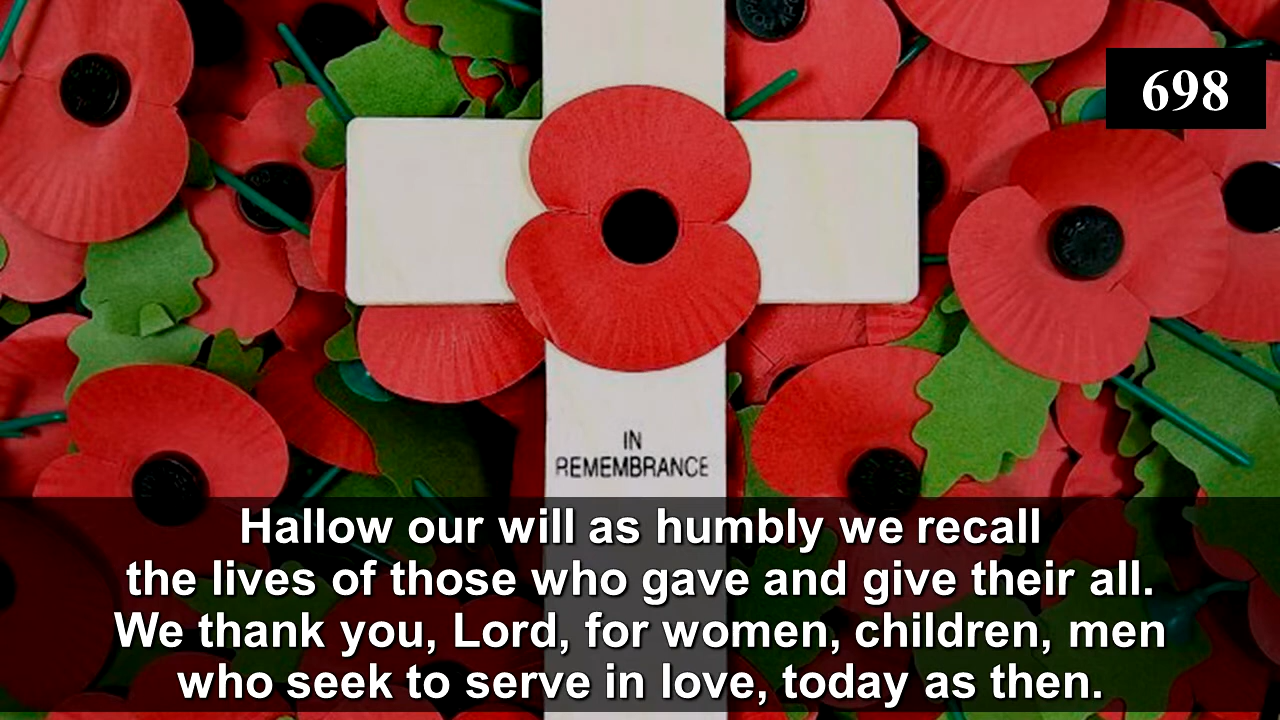 698
IN
REMEMBRANCE
Hallow our will as humbly we recall
the lives of those who gave and give their all.
We thank you, Lord, for women, children, men
who seek to serve in love, today as then.